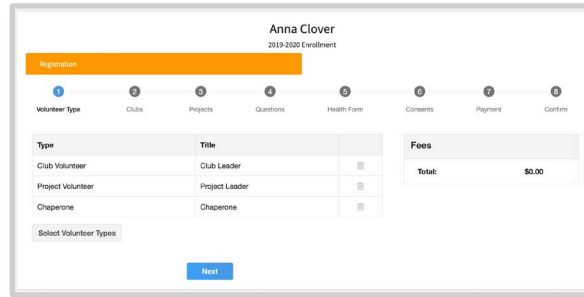 Anna Clover
2019-2020 Enrollment
Registration
1 2 3 4 5 6 7 8
Volunteer Type Clubs Projects Questions Health Form Consents Payment Confirm
Type Title
Club Volunteer Club Leader
Project Volunteer Project Leader
Chaperone Chaperone
Select Volunteer Types
Fees
Total: $0.00
Next